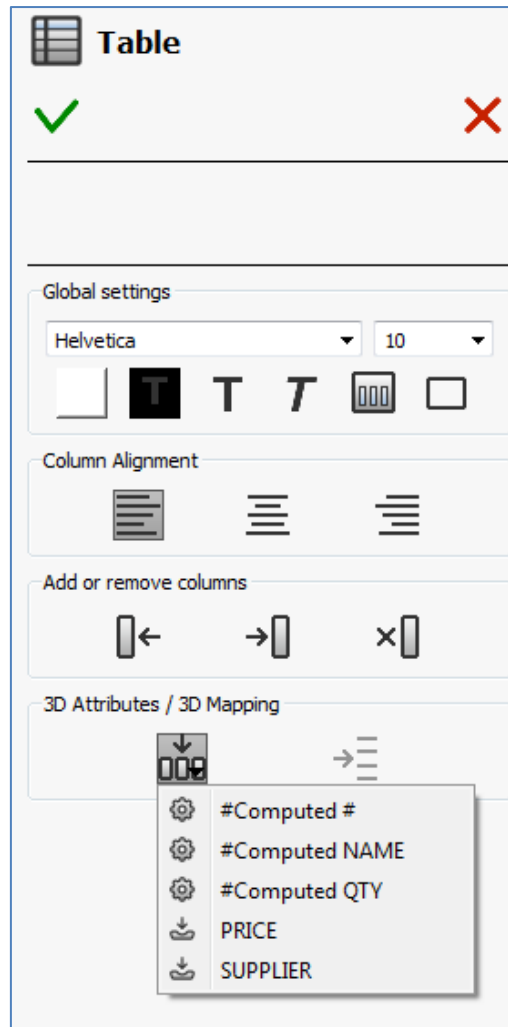 Table
Global settings
Helvetica 10
T T T
Column Alignment
Add or remove columns
3D Attributes / 3D Mapping
#Computed #
#Computed NAME
#Computed QTY
PRICE
SUPPLIER